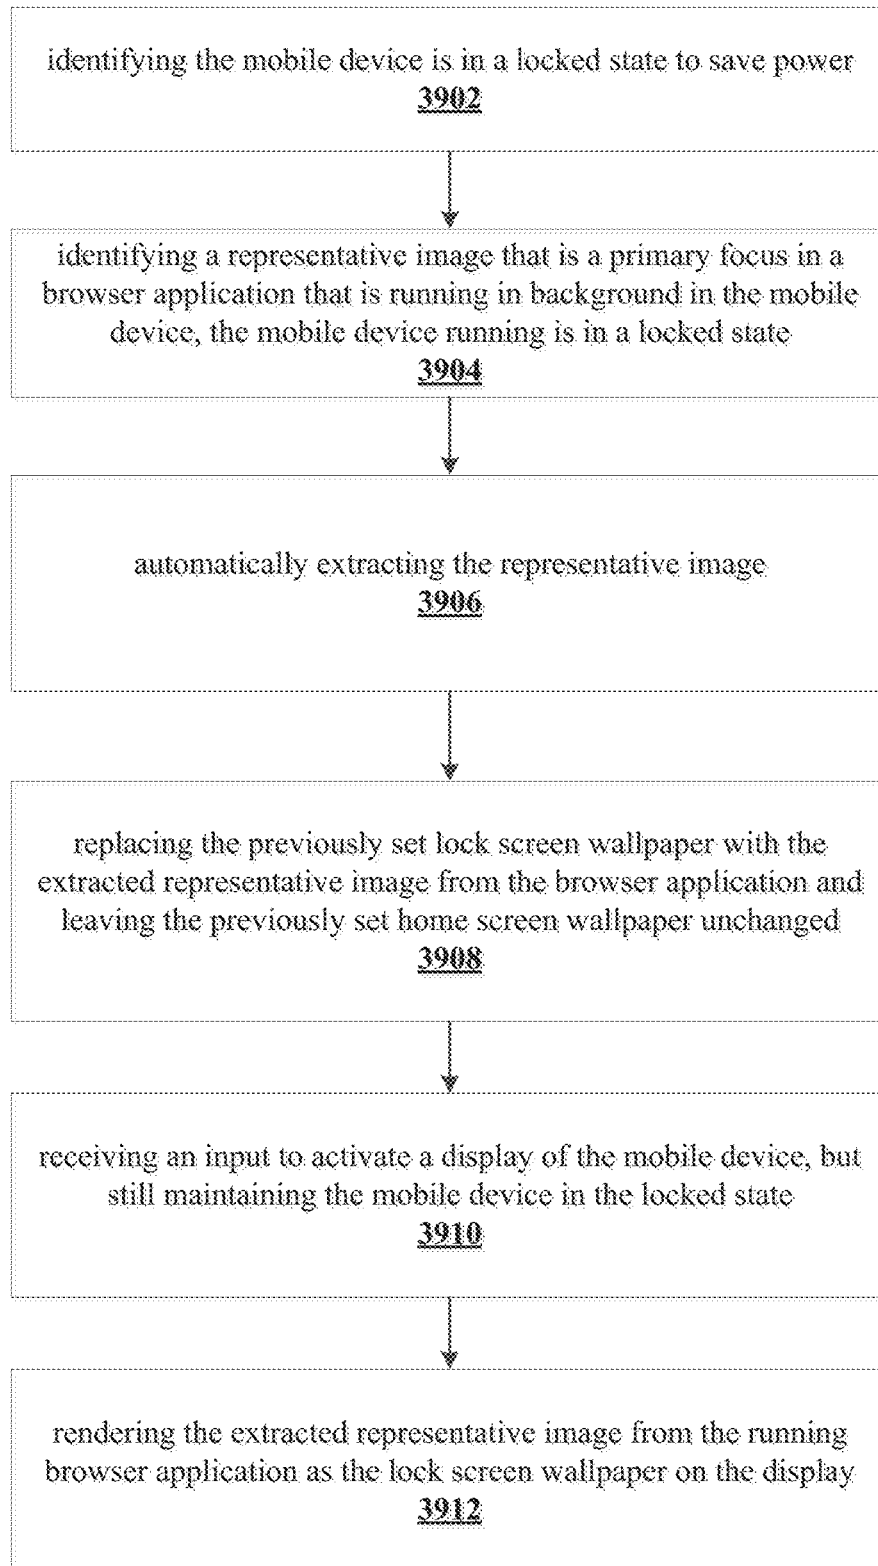 identifying the mobile device is in a locked state to save power
3902
identifying a representative image that is a primary focus in a
browser application that is running in background in the mobile
device, the mobile device running is in a locked state
3904
automatically extracting the representative image
3906
replacing the previously set lock screen wallpaper with the
extracted representative image from the browser application and
leaving the previously set home screen wallpaper unchanged
3908
receiving an input to activate a display of the mobile device, but
still maintaining the mobile device in the locked state
3910
rendering the extracted representative image from the running
browser application as the lock screen wallpaper on the display
3912